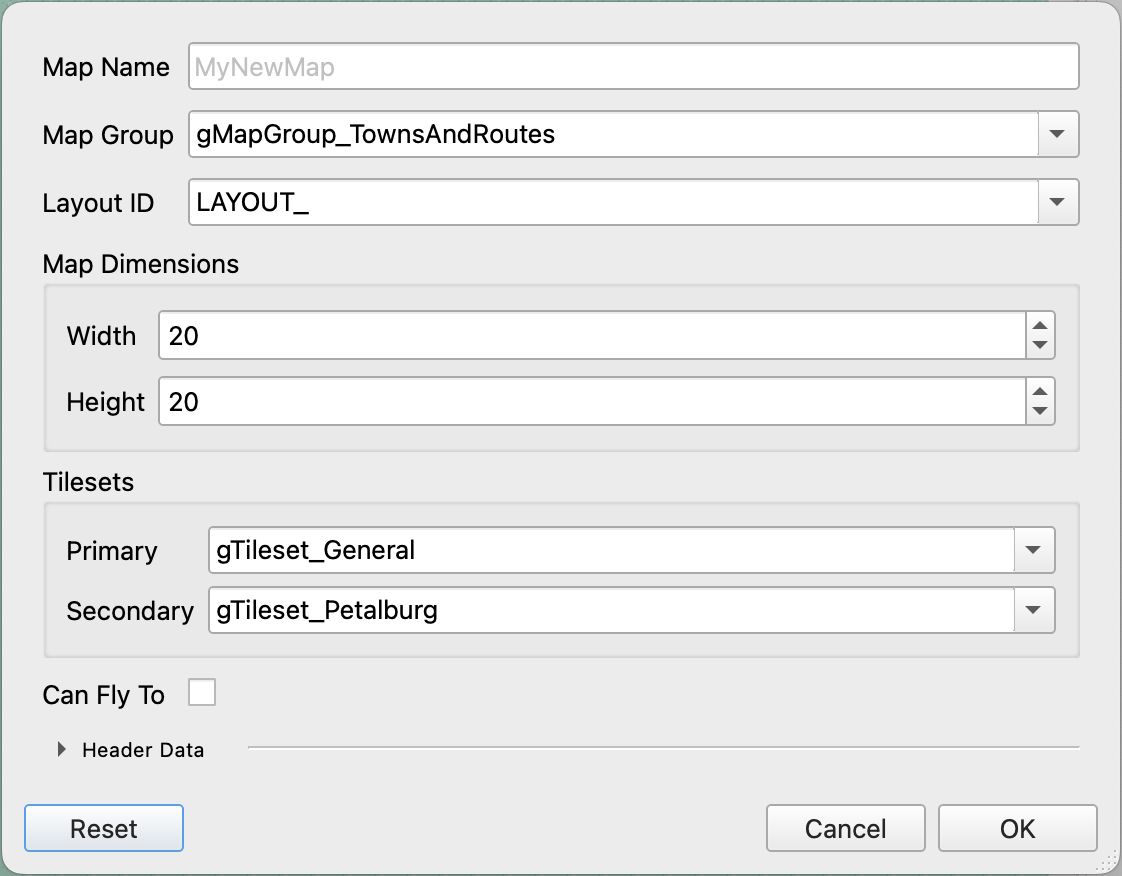 Map Name MyNewMap
Map Group gMapGroup_TownsAndRoutes
Layout ID LAYOUT_
Map Dimensions
Width 20
Height 20
Tilesets
Primary gTileset_General
Secondary gTileset_Petalburg
Can Fly To
Header Data
Reset Cancel OK